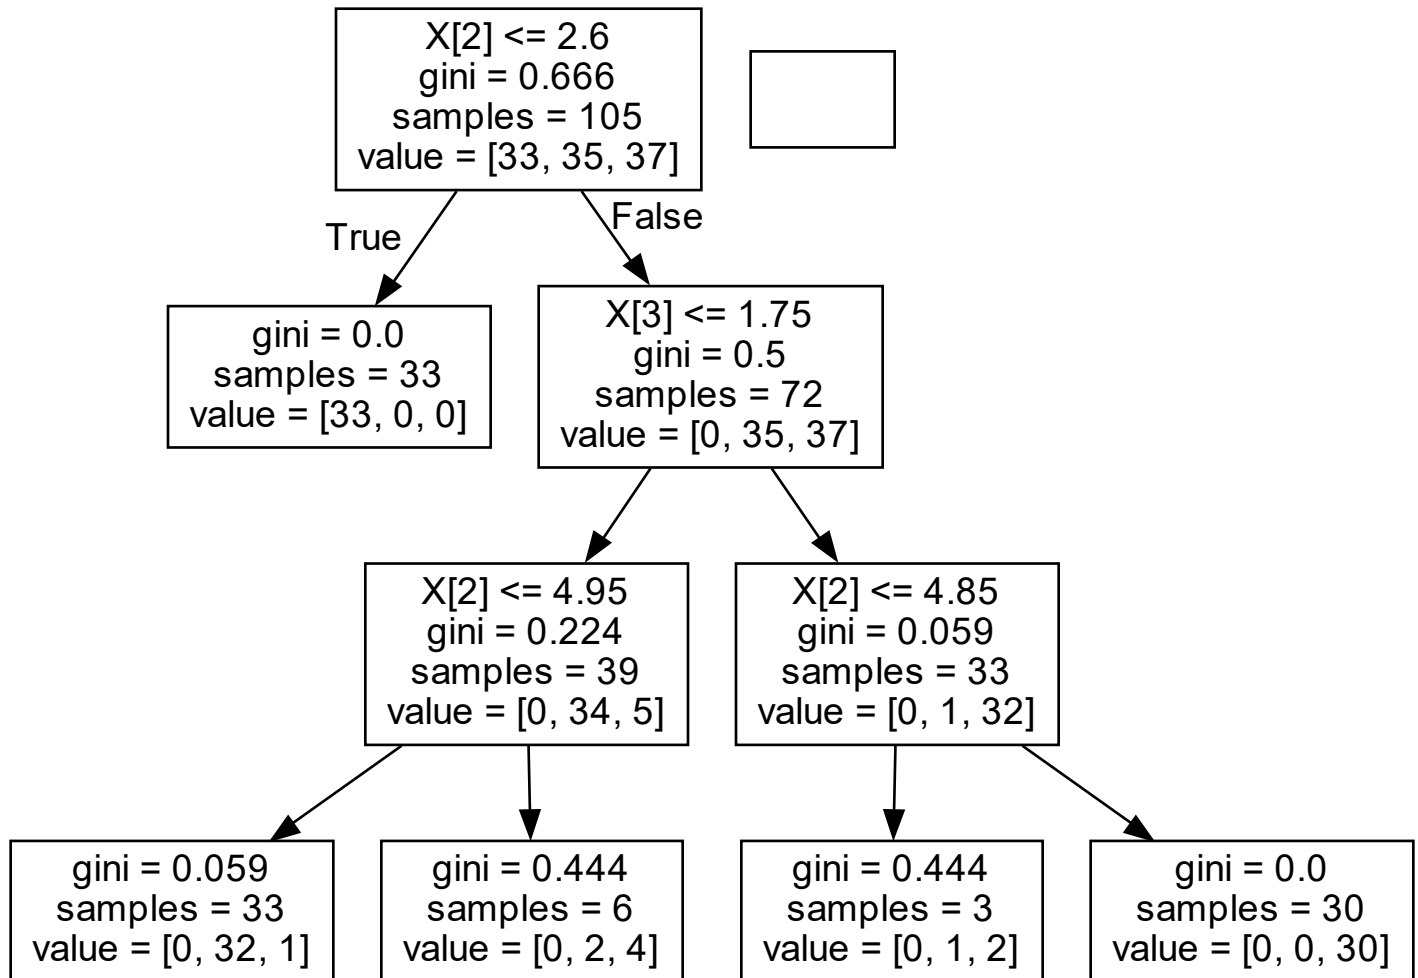 X[2] <= 2.6
gini = 0.666
samples = 105
value = [33, 35, 37]
True
False
gini = 0.0
samples = 33
value = [33, 0, 0]
X[3] <= 1.75
gini = 0.5
samples = 72
value = [0, 35, 37]
X[2] <= 4.95
gini = 0.224
samples = 39
value = [0, 34, 5]
X[2] <= 4.85
gini = 0.059
samples = 33
value = [0, 1, 32]
gini = 0.059
samples = 33
value = [0, 32, 1]
gini = 0.444
samples = 6
value = [0, 2, 4]
gini = 0.444
samples = 3
value = [0, 1, 2]
gini = 0.0
samples = 30
value = [0, 0, 30]